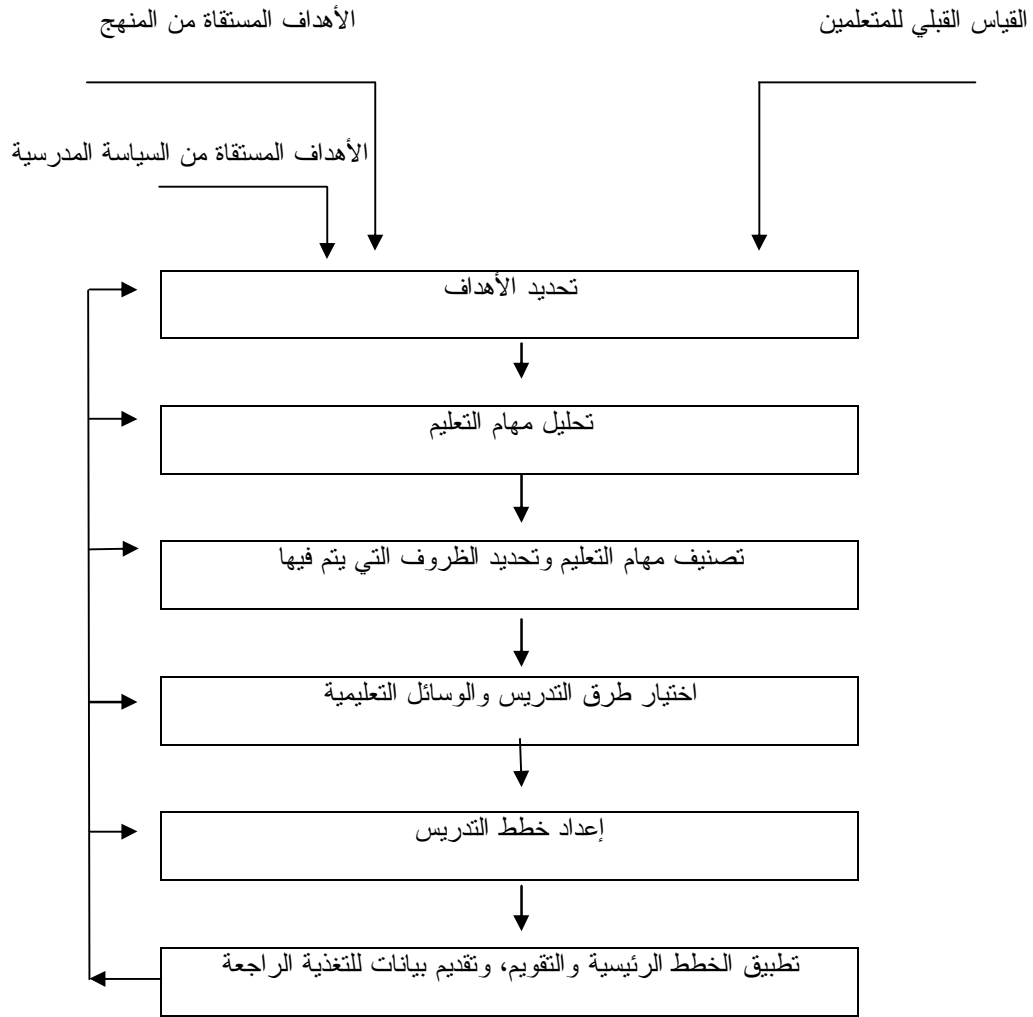 القياس القبلي للمتعلمين
الأهداف المستقاة من المنهج
الأهداف المستقاة من السياسة المدرسية
تحديد الأهداف
تحليل مهام التعليم
تصنيف مهام التعليم وتحديد الظروف التي يتم فيها
اختيار طرق التدريس والوسائل التعليمية
إعداد خطط التدريس
تطبيق الخطط الرئيسية والتقويم، وتقديم بيانات للتغذية الراجعة